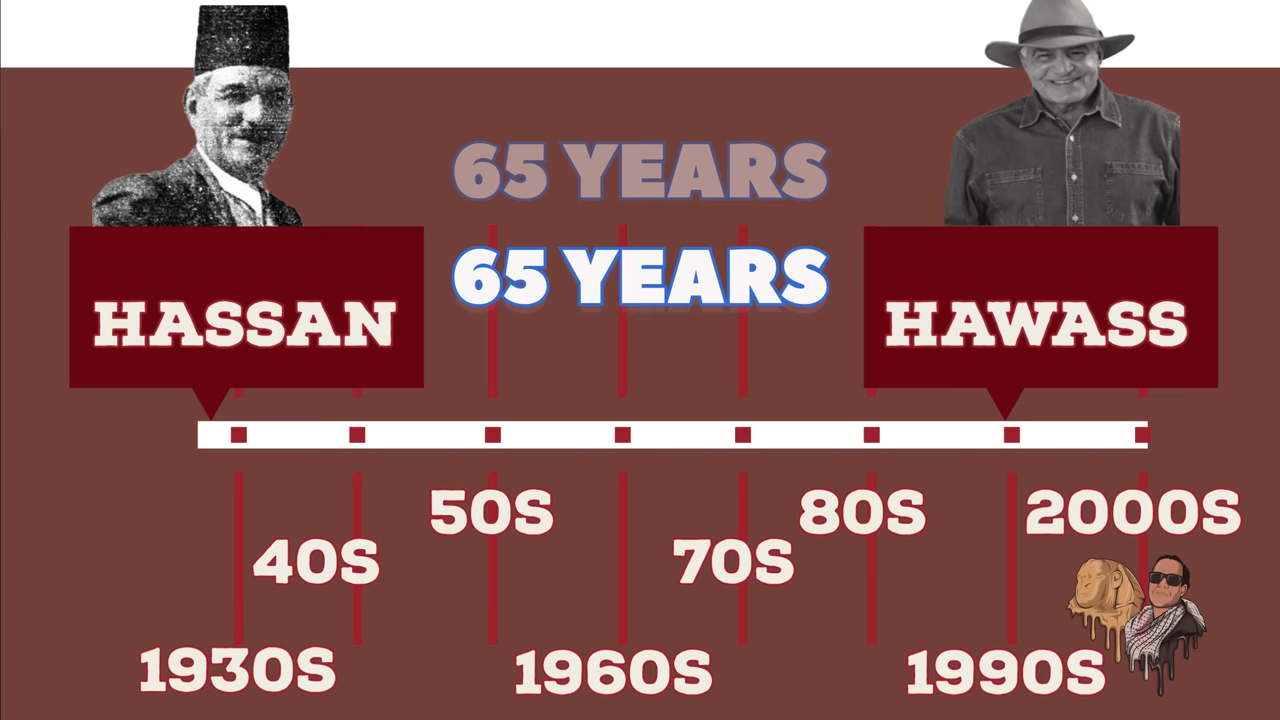 65 YEARS
65 YEARS
HASSAN
HAWASS
50S
80S
2000S
40S
70S
1930S
1960S
1990S